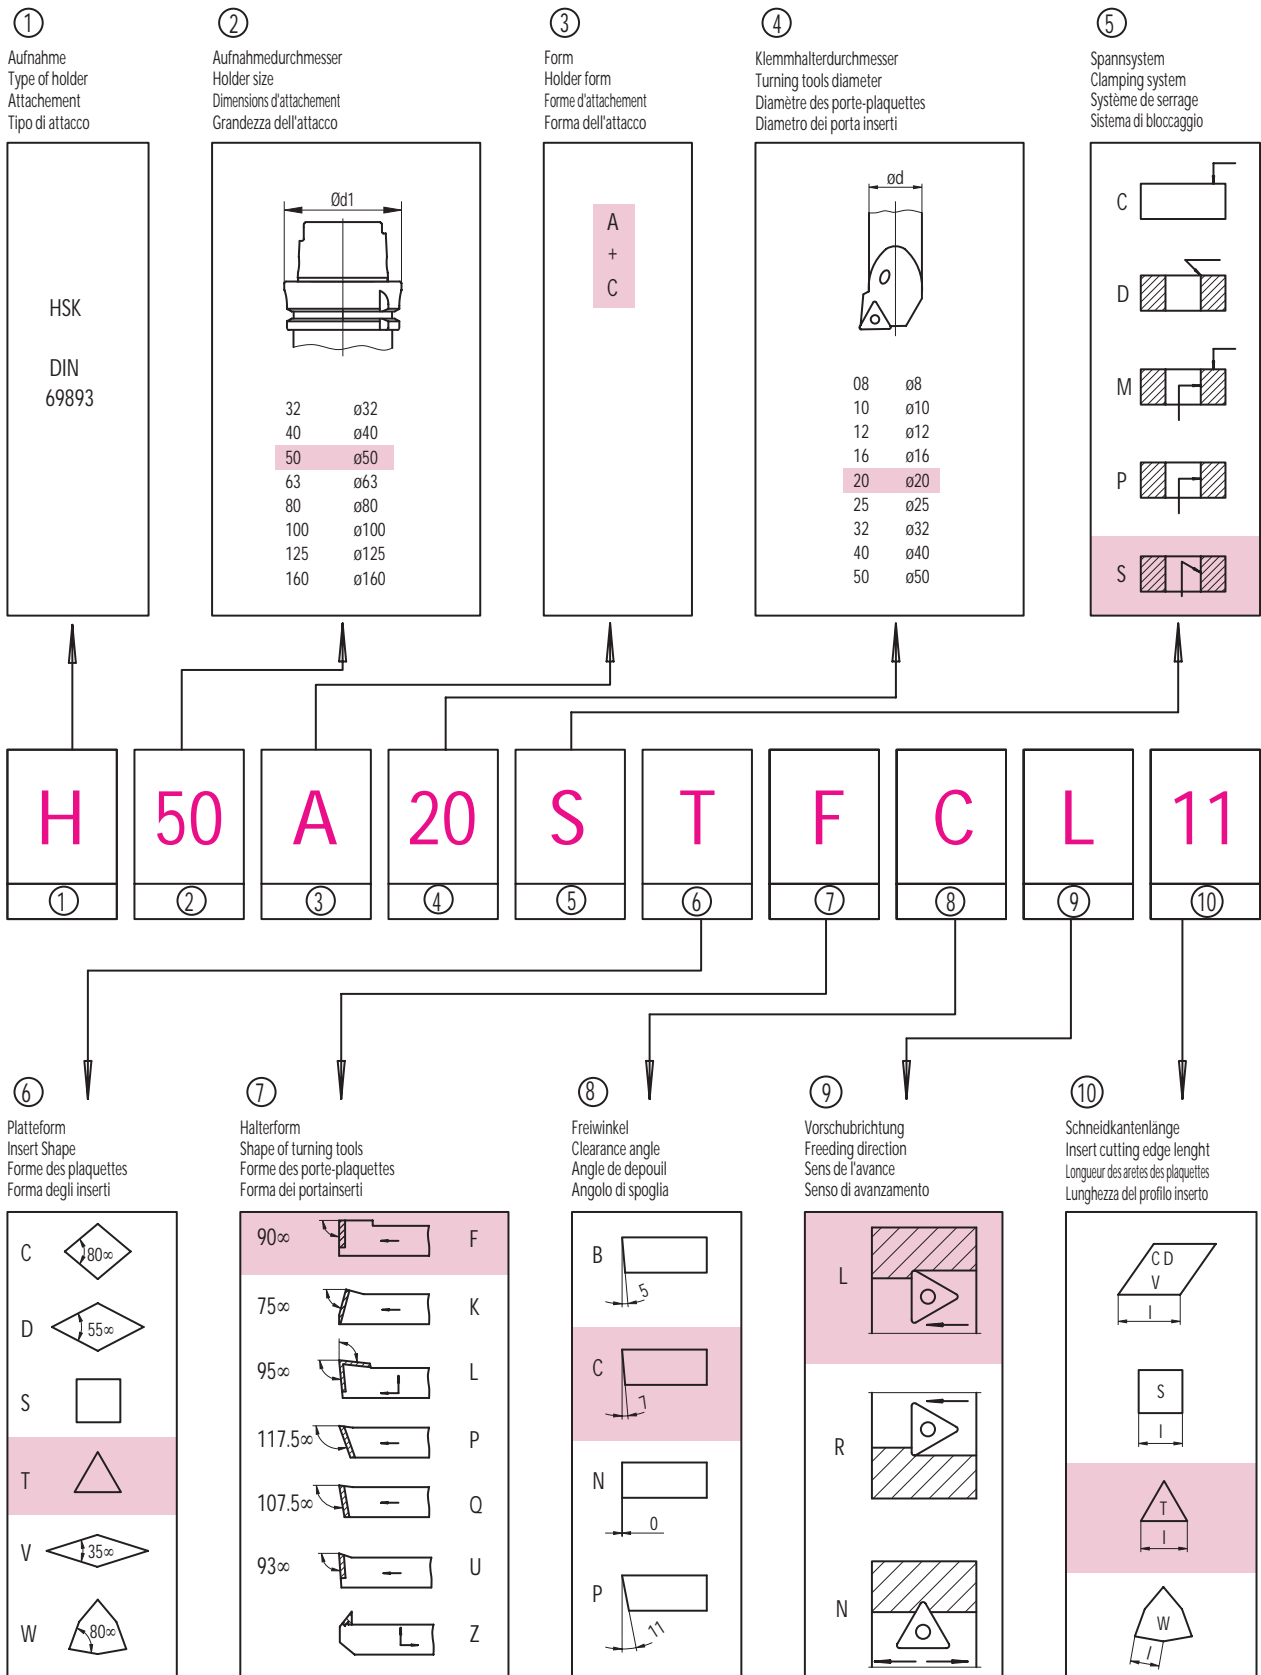 1
Aufnahme
Type of holder
Attachement
Tipo di attacco
HSK
DIN
69893
2
Aufnahmedurchmesser
Holder size
Dimensions d'attachement
Grandezza dell'attacco
Ød1
32 ø32
40 ø40
50 ø50
63 ø63
80 ø80
100 ø100
125 ø125
160 ø160
3
Form
Holder form
Forme d'attachement
Forma dell'attacco
A
+
C
4
Klemmhalterdurchmesser
Turning tools diameter
Diamètre des porte-plaquettes
Diametro dei porta inserti
ød
08 ø8
10 ø10
12 ø12
16 ø16
20 ø20
25 ø25
32 ø32
40 ø40
50 ø50
5
Spannsystem
Clamping system
Système de serrage
Sistema di bloccaggio
C
D
M
P
S
H 50 A 20 S T F C L 11
1 2 3 4 5 6 7 8 9 10
6
Platteform
Insert Shape
Forme des plaquettes
Forma degli inserti
C 80∞
D 55∞
S
T
V 35∞
W 80∞
7
Halterform
Shape of turning tools
Forme des porte-plaquettes
Forma dei portainserti
90∞ F
75∞ K
95∞ L
117.5∞ P
107.5∞ Q
93∞ U
Z
8
Freiwinkel
Clearance angle
Angle de depouil
Angolo di spoglia
B
5
C
7
N
0
P
11
9
Vorschubrichtung
Freeding direction
Sens de l'avance
Senso di avanzamento
L
R
N
10
Schneidkantenlänge
Insert cutting edge lenght
Longueur des aretes des plaquettes
Lunghezza del profilo inserto
C D
V
l
S
l
T
l
W
l